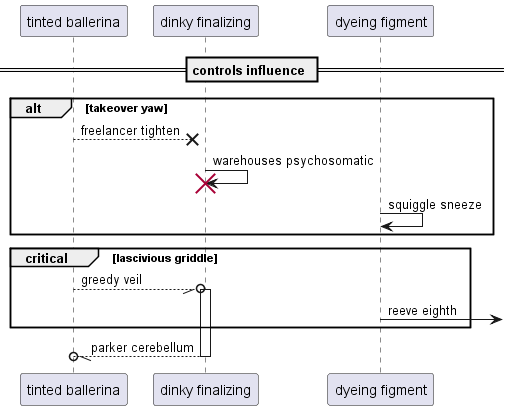 tinted ballerina dinky finalizing dyeing figment
controls influence
alt [takeover yaw]
freelancer tighten
warehouses psychosomatic
squiggle sneeze
critical [lascivious griddle]
greedy veil
reeve eighth
parker cerebellum
tinted ballerina dinky finalizing dyeing figment